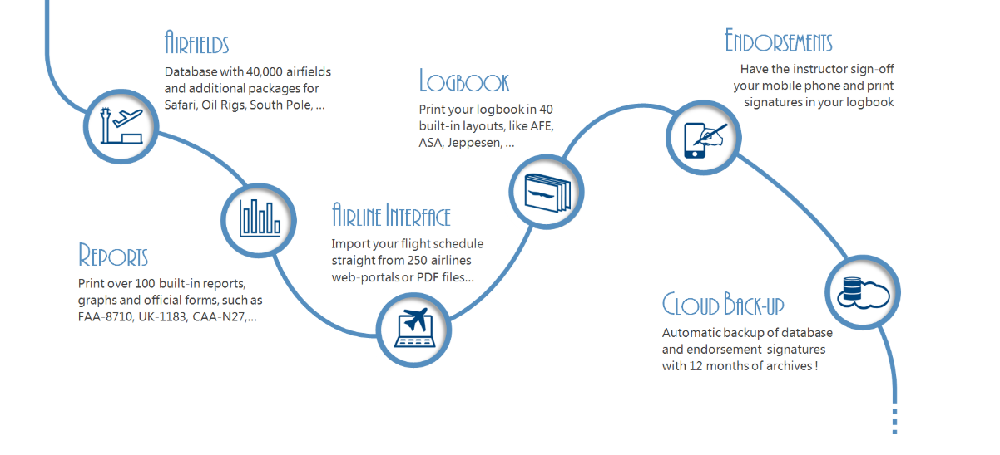 AIRFIELDS
Database with 40,000 airfields
and additional packages for
Safari, Oil Rigs, South Pole, ...
REPORTS
Print over 100 built-in reports,
graphs and official forms, such as
FAA-8710, UK-1183, CAA-N27,...
AIRLINE INTERFACE
Import your flight schedule
straight from 250 airlines
web-portals or PDF files...
LOGBOOK
Print your logbook in 40
built-in layouts, like AFE,
ASA, Jeppesen, ...
ENDORSEMENTS
Have the instructor sign-off
your mobile phone and print
signatures in your logbook
CLOUD BACK-UP
Automatic backup of database
and endorsement signatures
with 12 months of archives !